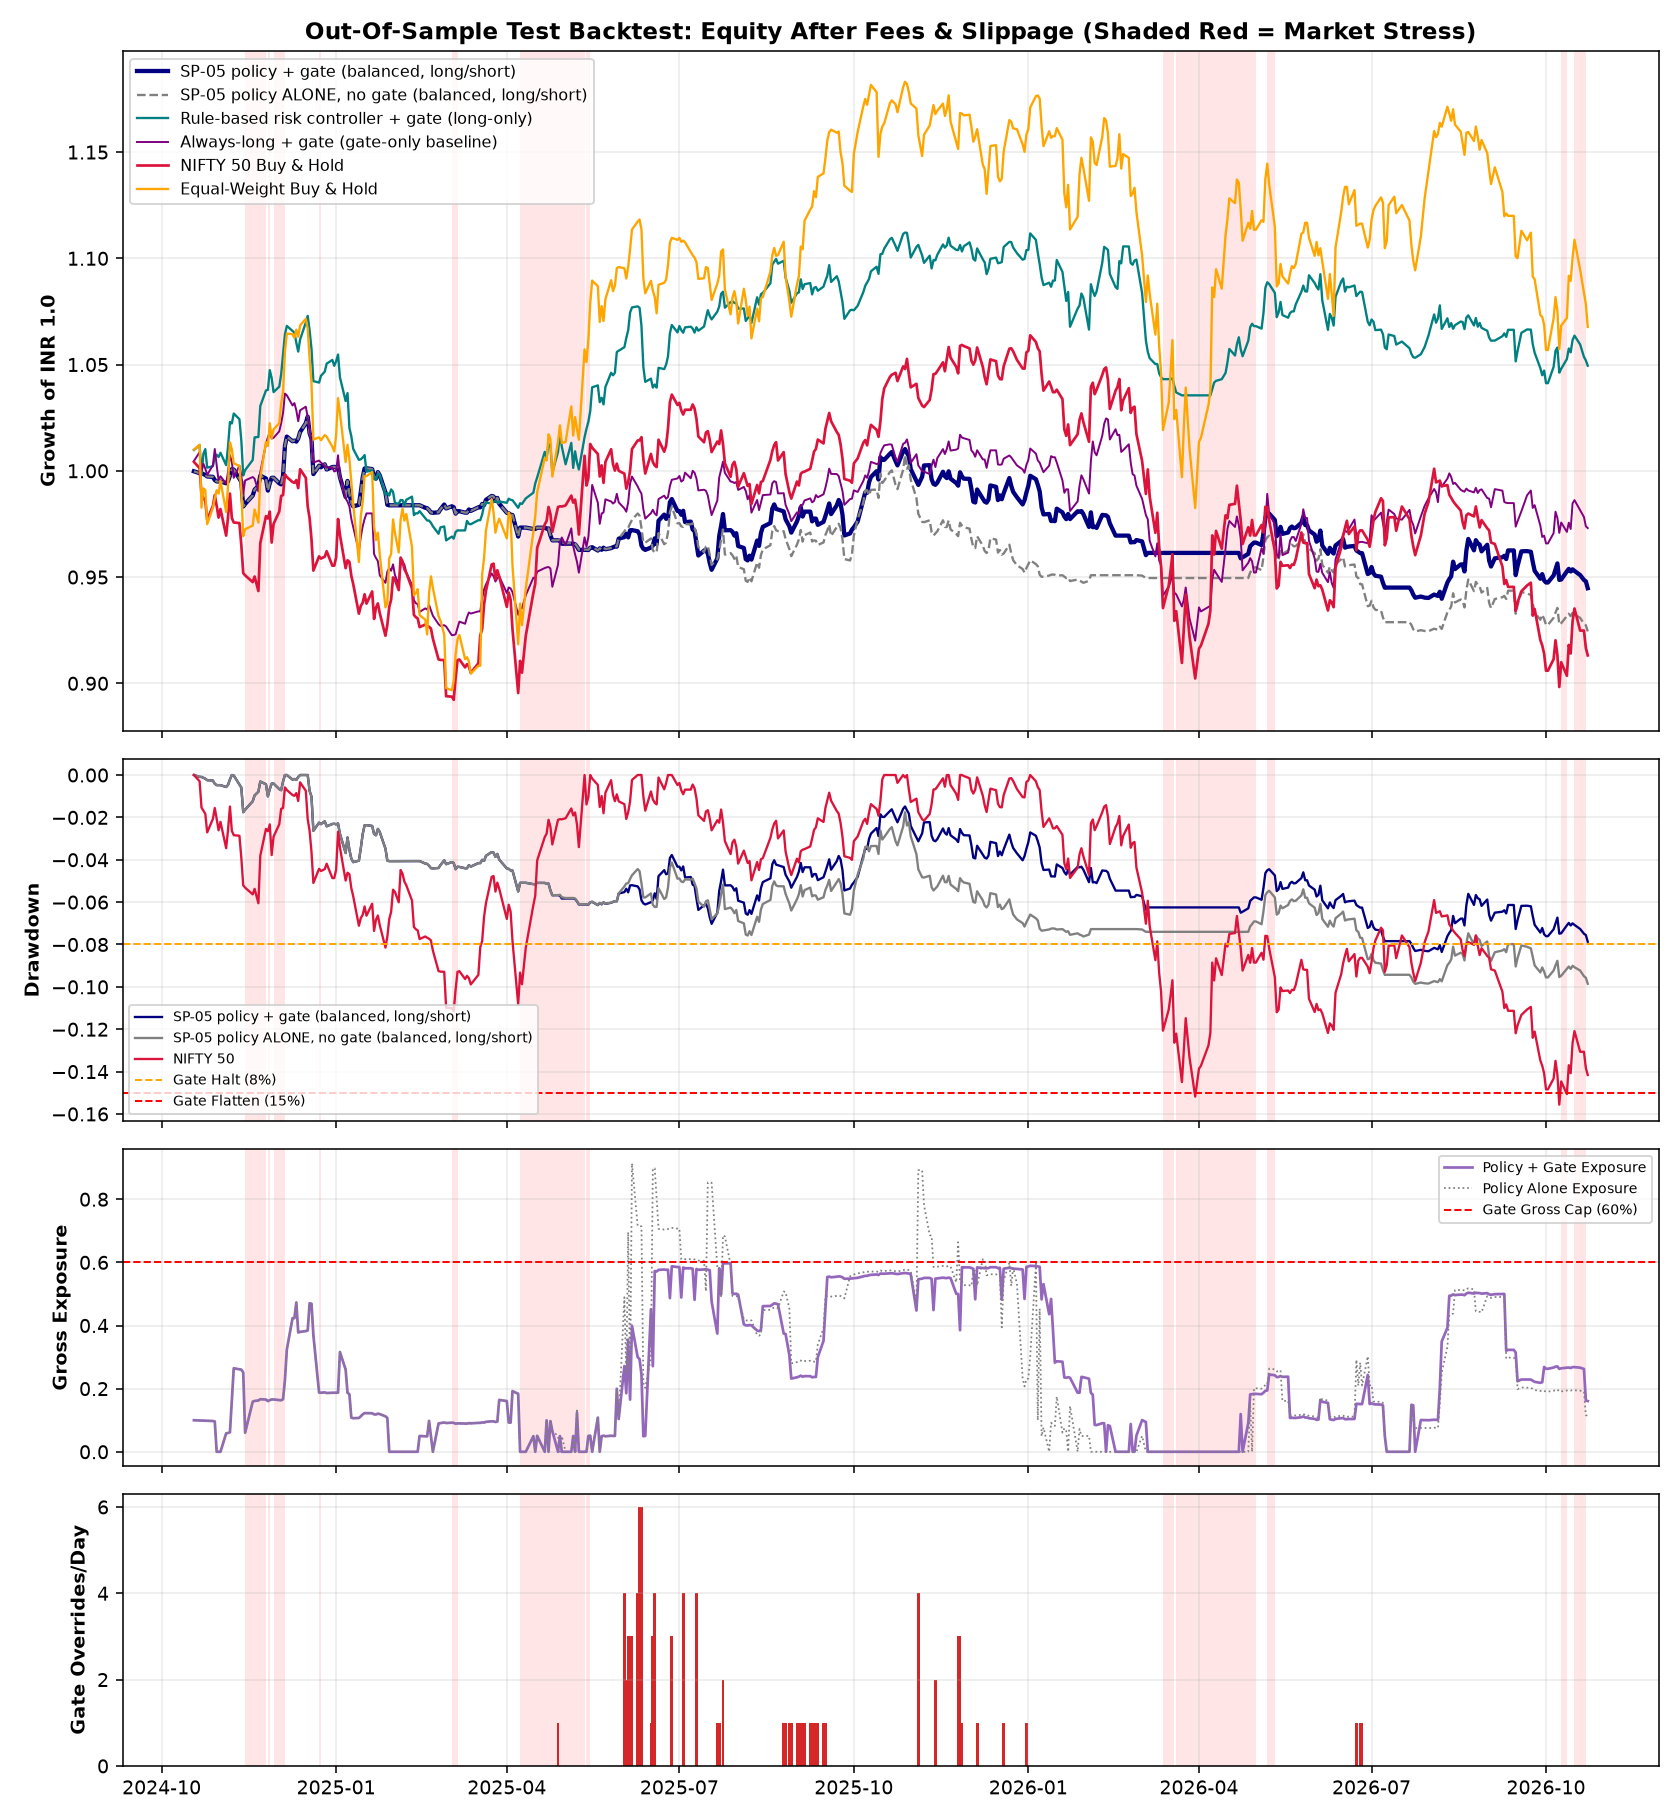 Out-Of-Sample Test Backtest: Equity After Fees & Slippage (Shaded Red = Market Stress)
SP-05 policy + gate (balanced, long/short)
SP-05 policy ALONE, no gate (balanced, long/short)
Rule-based risk controller + gate (long-only)
Always-long + gate (gate-only baseline)
NIFTY 50 Buy & Hold
Equal-Weight Buy & Hold
Growth of INR 1.0
1.15
1.10
1.05
1.00
0.95
0.90
Drawdown
0.00
−0.02
−0.04
−0.06
−0.08
−0.10
−0.12
−0.14
−0.16
SP-05 policy + gate (balanced, long/short)
SP-05 policy ALONE, no gate (balanced, long/short)
NIFTY 50
Gate Halt (8%)
Gate Flatten (15%)
Gross Exposure
0.8
0.6
0.4
0.2
0.0
Policy + Gate Exposure
Policy Alone Exposure
Gate Gross Cap (60%)
Gate Overrides/Day
6
4
2
0
2024-10
2025-01
2025-04
2025-07
2025-10
2026-01
2026-04
2026-07
2026-10